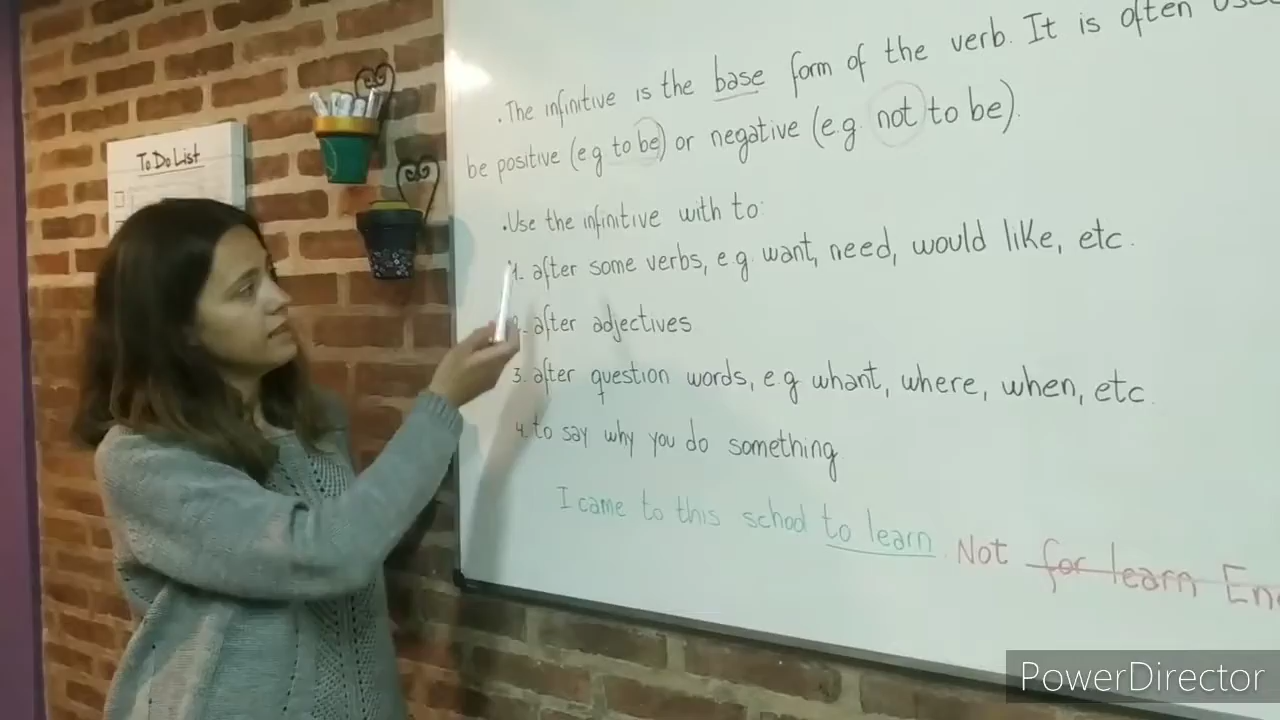 To Do List
. The infinitive is the base form of the verb. It is often
be positive (eg to be) or negative (e.g. not to be).
. Use the infinitive with to:
1. after some verbs, e.g. want, need, would like, etc.
2. after adjectives
3. after question words, e.g whant, where, when, etc.
4. to say why you do something
I came to this school to learn. Not for learn En
PowerDirector